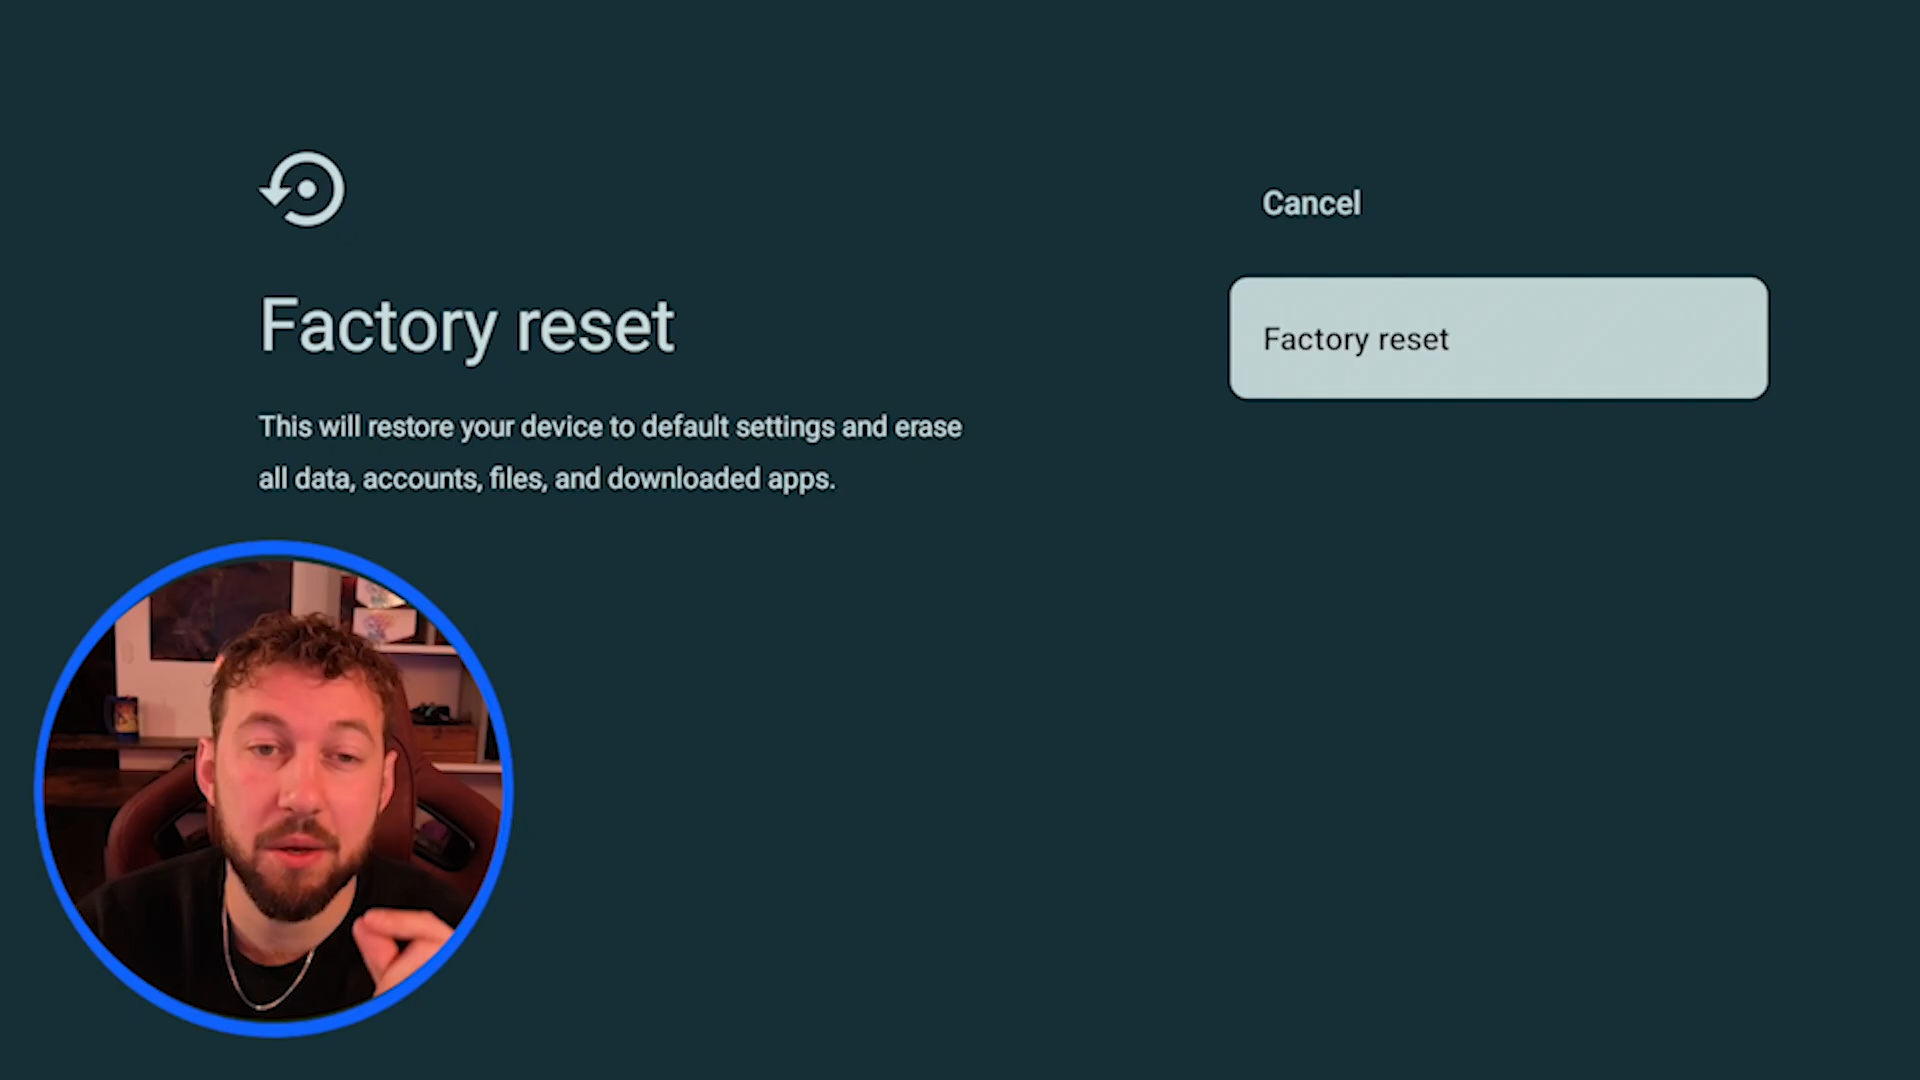 Factory reset
This will restore your device to default settings and erase
all data, accounts, files, and downloaded apps.
Cancel
Factory reset